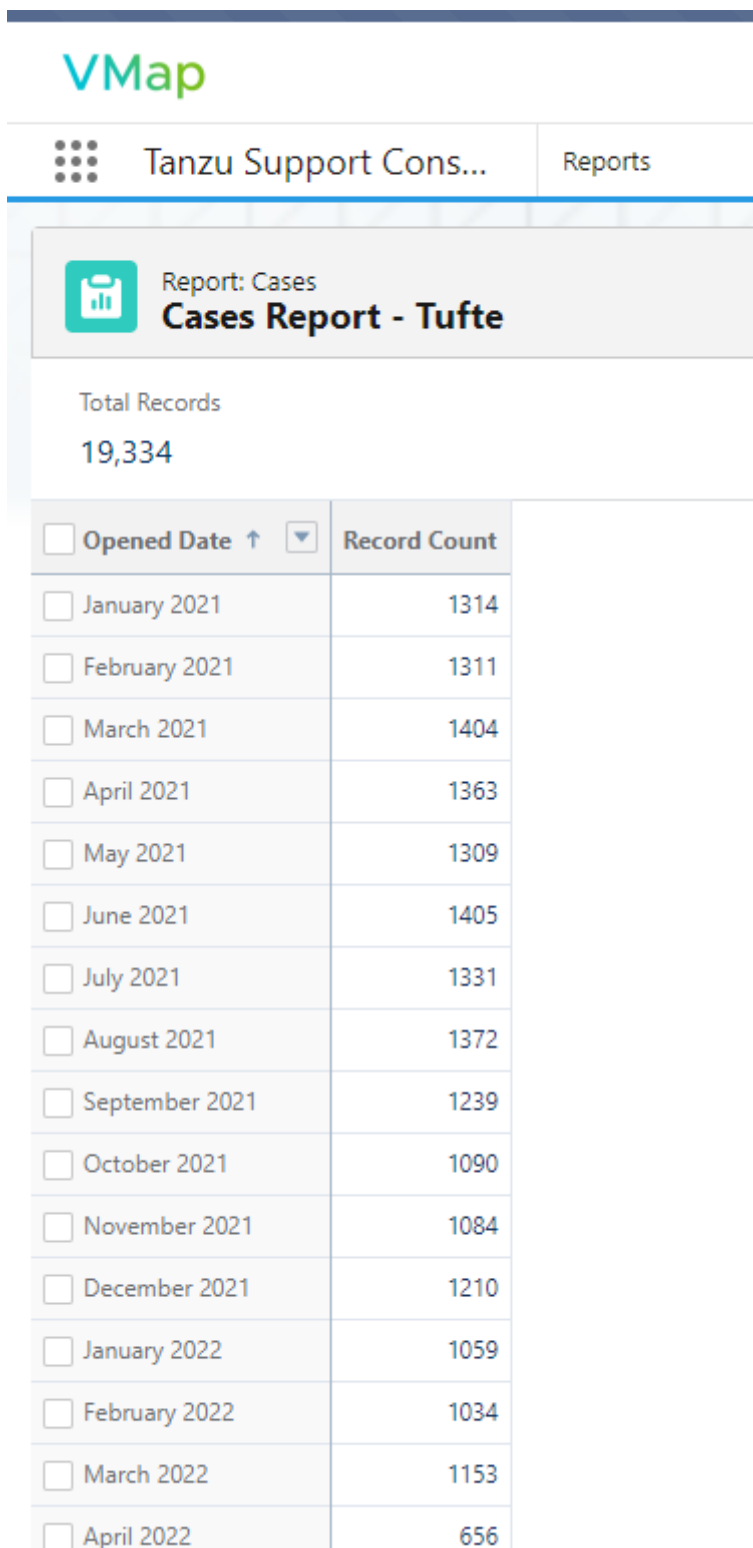 VMap
Tanzu Support Cons... Reports
Report: Cases
Cases Report - Tufte
Total Records
19,334
Opened Date ↑ Record Count
January 2021 1314
February 2021 1311
March 2021 1404
April 2021 1363
May 2021 1309
June 2021 1405
July 2021 1331
August 2021 1372
September 2021 1239
October 2021 1090
November 2021 1084
December 2021 1210
January 2022 1059
February 2022 1034
March 2022 1153
April 2022 656